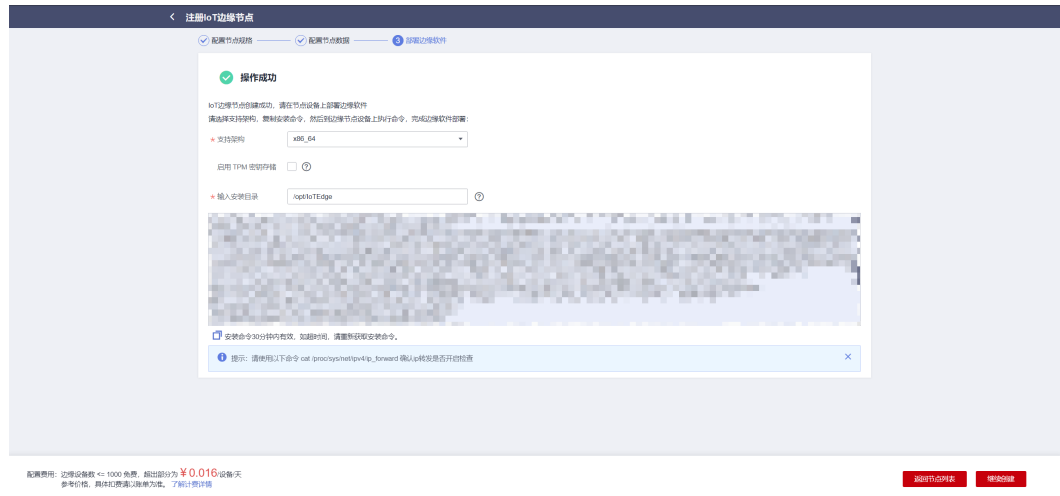 注册IoT边缘节点
配置节点规格 配置节点数据 3 部署边缘软件
操作成功
IoT边缘节点创建成功，请在节点设备上部署边缘软件
请选择支持架构，复制安装命令，然后到边缘节点设备上执行命令，完成边缘软件部署：
* 支持架构 x86_64
启用 TPM 密钥存储
* 输入安装目录 /opt/IoTEdge
安装命令30分钟内有效，如超时间，请重新获取安装命令。
提示：请使用以下命令 cat /proc/sys/net/ipv4/ip_forward 确认ip转发是否开启检查
配置费用：边缘设备数 <= 1000 免费，超出部分为 ¥0.016/设备/天
参考价格，具体扣费请以账单为准。 了解计费详情
返回节点列表 继续创建